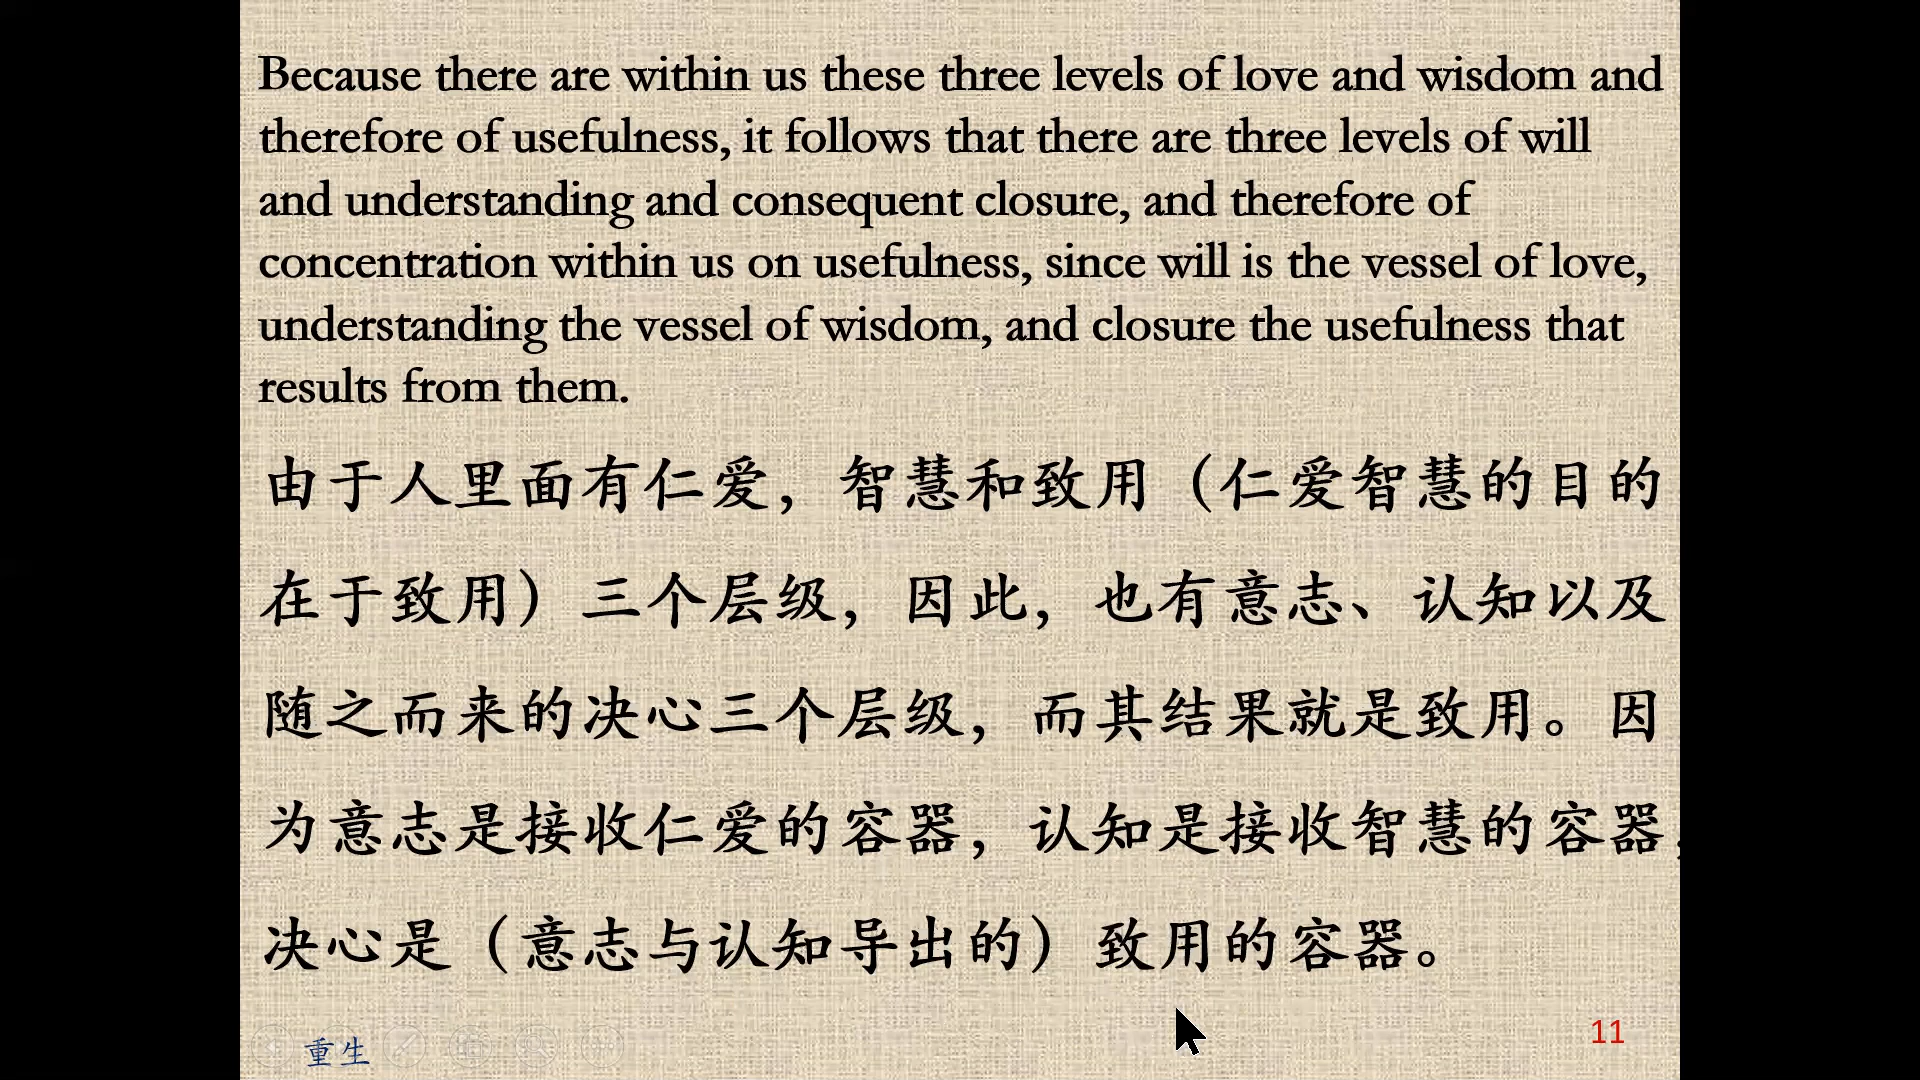 Because there are within us these three levels of love and wisdom and
therefore of usefulness, it follows that there are three levels of will
and understanding and consequent closure, and therefore of
concentration within us on usefulness, since will is the vessel of love,
understanding the vessel of wisdom, and closure the usefulness that
results from them.
由于人里面有仁爱，智慧和致用（仁爱智慧的目的
在于致用）三个层级，因此，也有意志、认知以及
随之而来的决心三个层级，而其结果就是致用。因
为意志是接收仁爱的容器，认知是接收智慧的容器，
决心是（意志与认知导出的）致用的容器。
重生
11